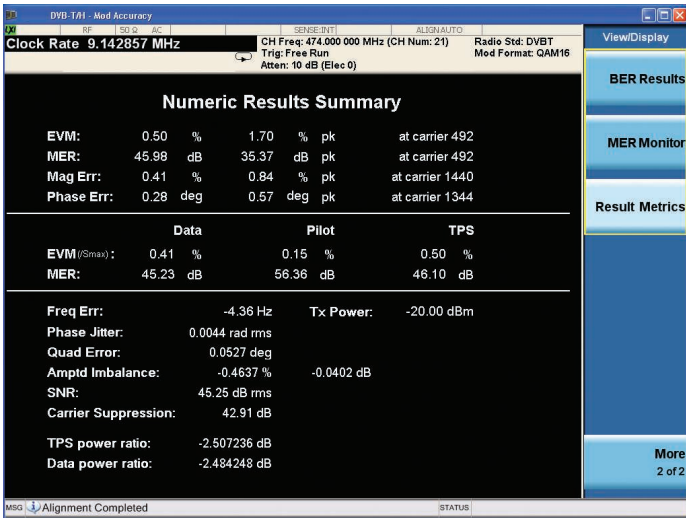 DVB-T/H - Mod Accuracy
RF 50 Ω AC SENSE:INT ALIGNAUTO
Clock Rate 9.142857 MHz
CH Freq: 474.000 000 MHz (CH Num: 21) Radio Std: DVBT
Trig: Free Run Mod Format: QAM16
Atten: 10 dB (Elec 0)
View/Display
BER Results
MER Monitor
Result Metrics
More
2 of 2
Numeric Results Summary
EVM: 0.50 % 1.70 % pk at carrier 492
MER: 45.98 dB 35.37 dB pk at carrier 492
Mag Err: 0.41 % 0.84 % pk at carrier 1440
Phase Err: 0.28 deg 0.57 deg pk at carrier 1344
Data Pilot TPS
EVM(/Smax): 0.41 % 0.15 % 0.50 %
MER: 45.23 dB 56.36 dB 46.10 dB
Freq Err: -4.36 Hz Tx Power: -20.00 dBm
Phase Jitter: 0.0044 rad rms
Quad Error: 0.0527 deg
Amptd Imbalance: -0.4637 % -0.0402 dB
SNR: 45.25 dB rms
Carrier Suppression: 42.91 dB
TPS power ratio: -2.507236 dB
Data power ratio: -2.484248 dB
MSG Alignment Completed STATUS